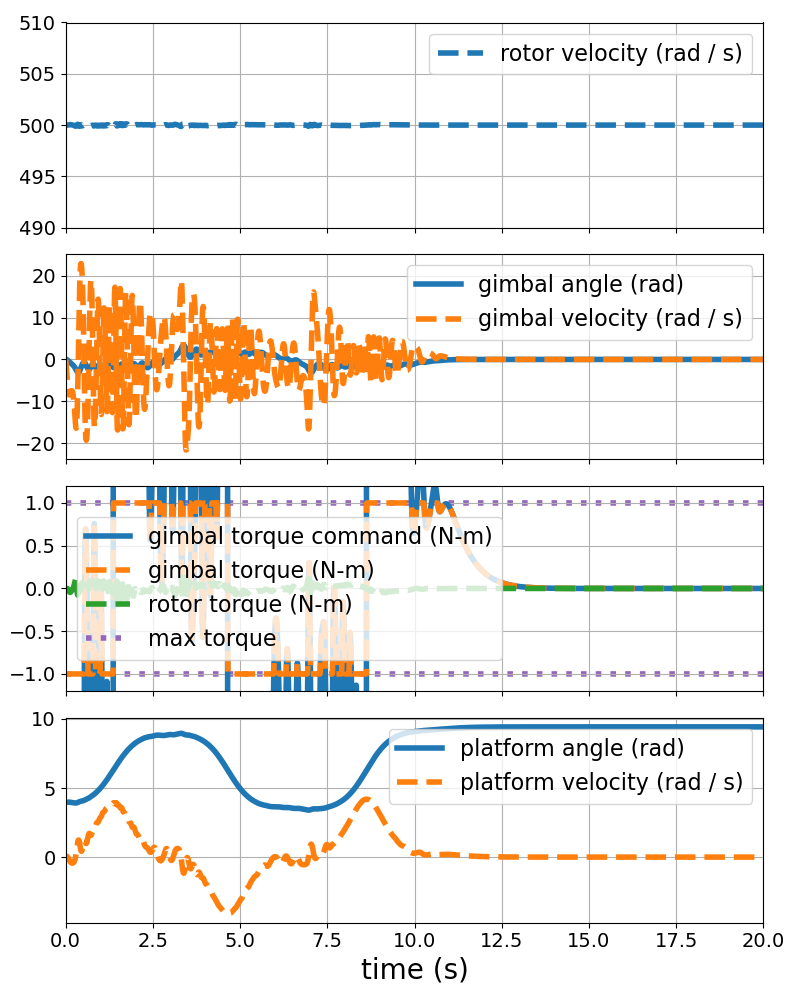 510
505
500
495
490
rotor velocity (rad / s)
20
10
0
−10
−20
gimbal angle (rad)
gimbal velocity (rad / s)
1.0
0.5
0.0
−0.5
−1.0
gimbal torque command (N-m)
gimbal torque (N-m)
rotor torque (N-m)
max torque
10
5
0
platform angle (rad)
platform velocity (rad / s)
0.0 2.5 5.0 7.5 10.0 12.5 15.0 17.5 20.0
time (s)